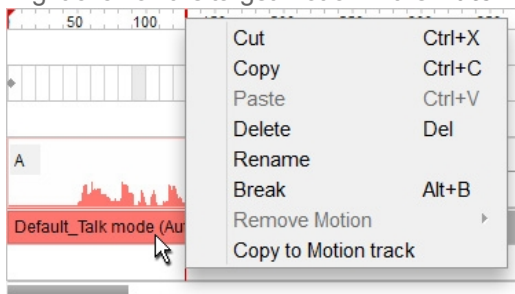 50 100
Cut Ctrl+X
Copy Ctrl+C
Paste Ctrl+V
Delete Del
A
Rename
Break Alt+B
Default_Talk mode (Au
Remove Motion
Copy to Motion track